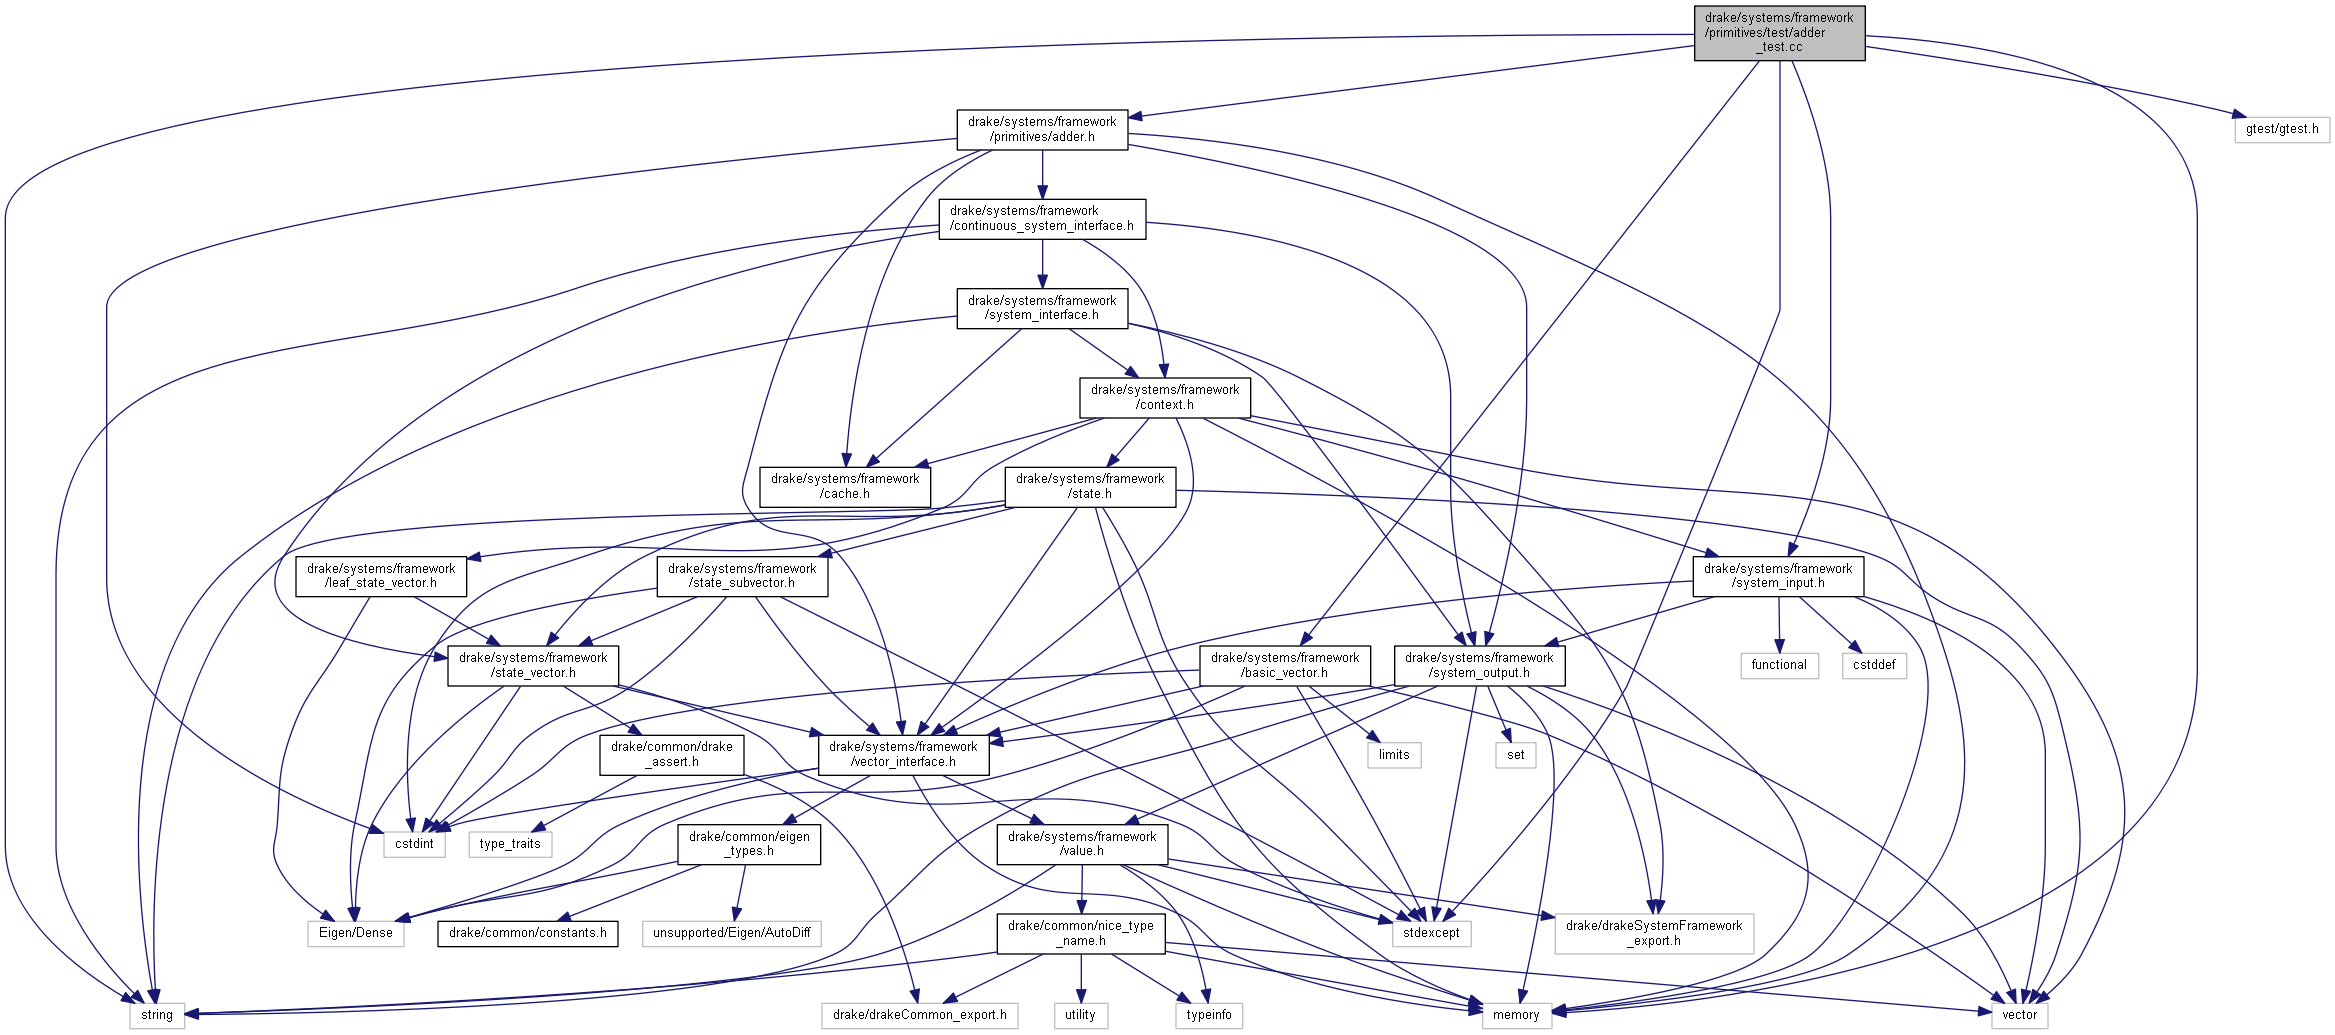 drake/systems/framework
/primitives/test/adder
_test.cc
drake/systems/framework
/primitives/adder.h
gtest/gtest.h
drake/systems/framework
/continuous_system_interface.h
drake/systems/framework
/system_interface.h
drake/systems/framework
/context.h
drake/systems/framework
/cache.h
drake/systems/framework
/state.h
drake/systems/framework
/leaf_state_vector.h
drake/systems/framework
/state_subvector.h
drake/systems/framework
/system_input.h
drake/systems/framework
/state_vector.h
drake/systems/framework
/basic_vector.h
drake/systems/framework
/system_output.h
functional
cstddef
drake/common/drake
_assert.h
drake/systems/framework
/vector_interface.h
limits
set
cstdint
type_traits
drake/common/eigen
_types.h
drake/systems/framework
/value.h
Eigen/Dense
drake/common/constants.h
unsupported/Eigen/AutoDiff
drake/common/nice_type
_name.h
stdexcept
drake/drakeSystemFramework
_export.h
string
drake/drakeCommon_export.h
utility
typeinfo
memory
vector